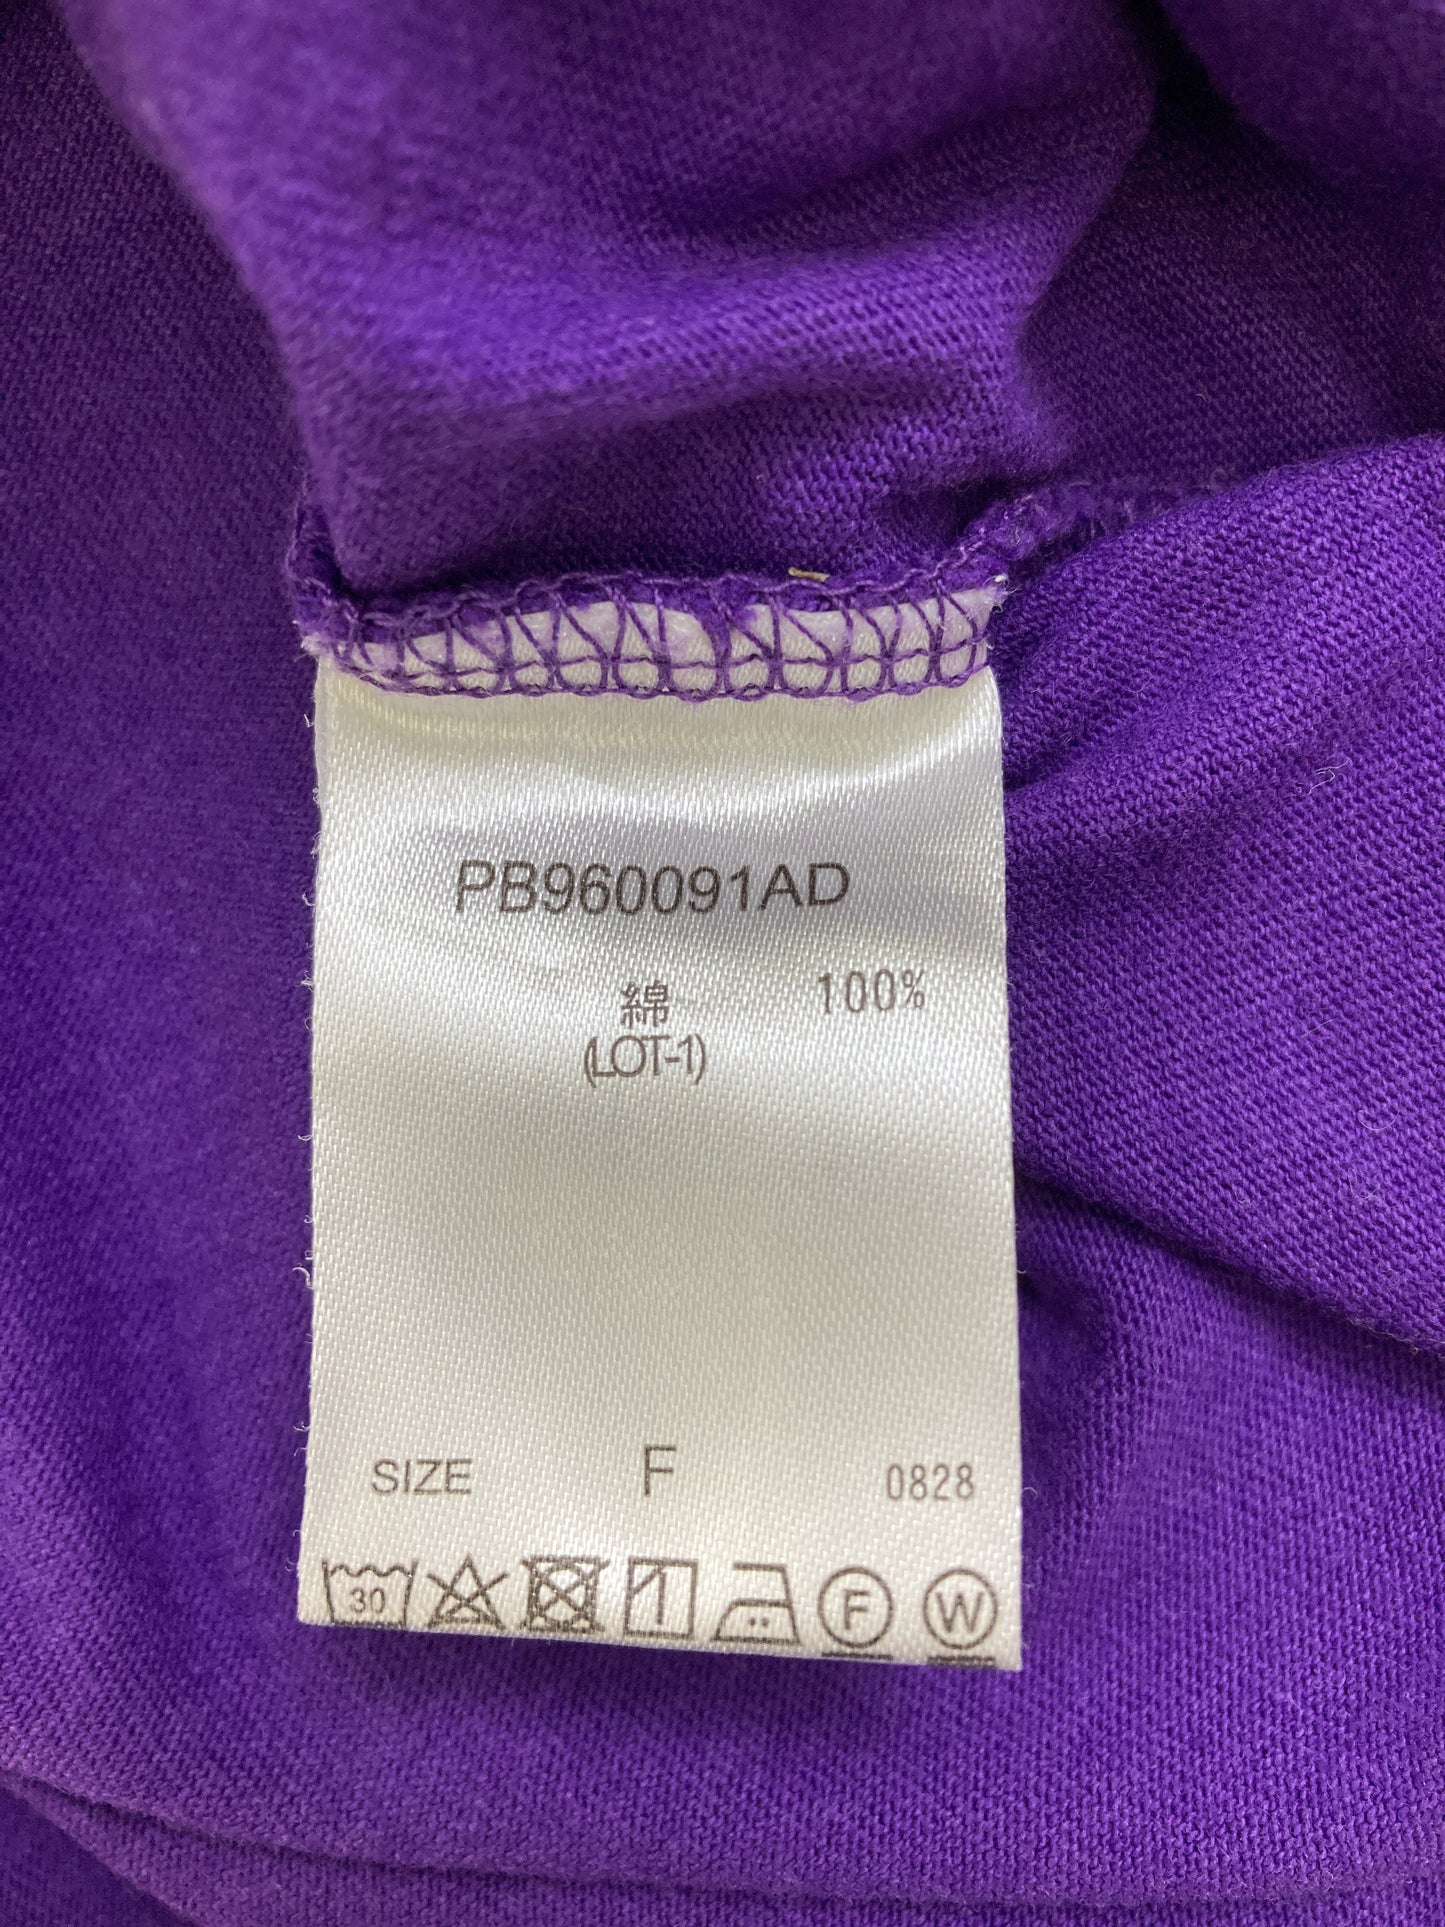 PB960091AD
綿 100%
(LOT-1)
SIZE F 0828
30 F W